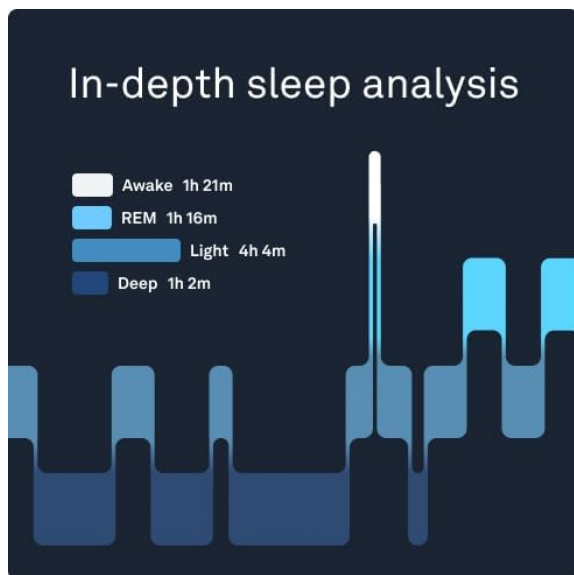 In-depth sleep analysis
Awake 1h 21m
REM 1h 16m
Light 4h 4m
Deep 1h 2m